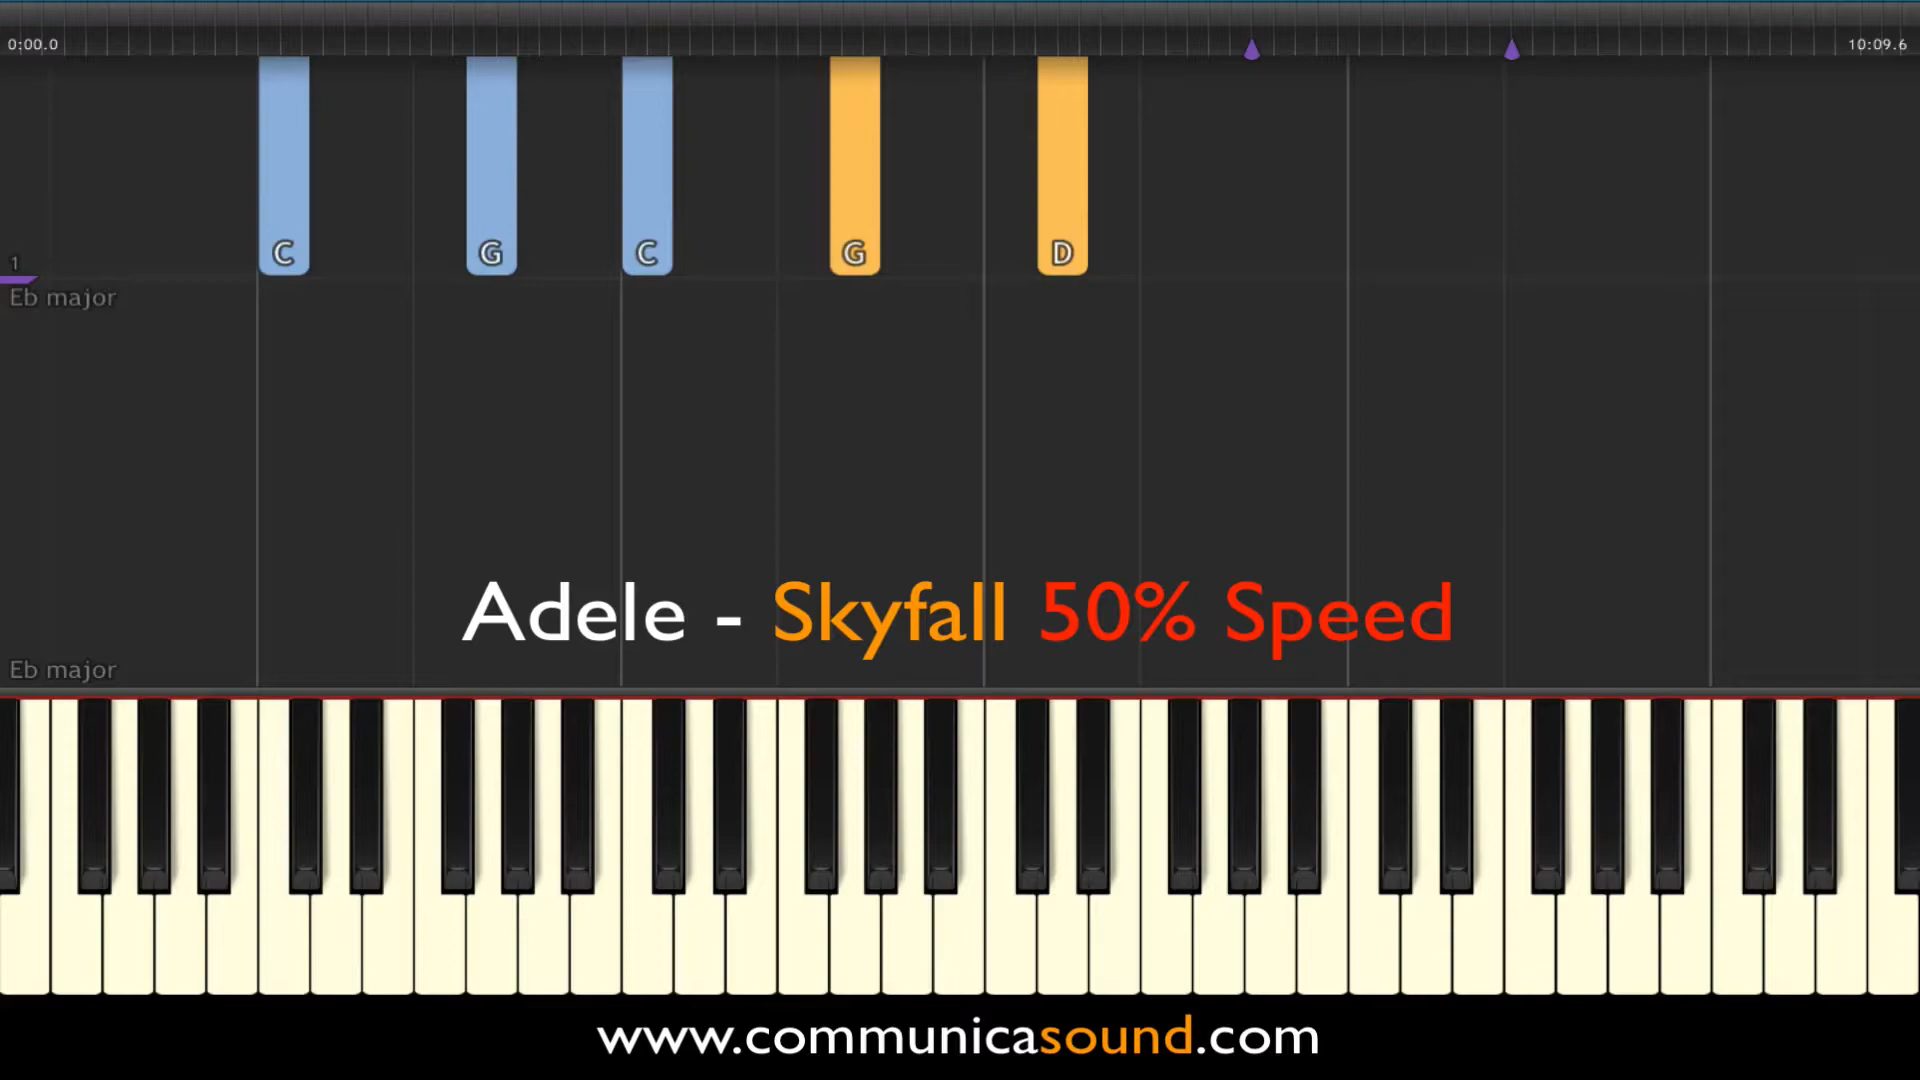 0:00.0 10:09.6
C G C G D
1
Eb major
Adele - Skyfall 50% Speed
Eb major
www.communicasound.com